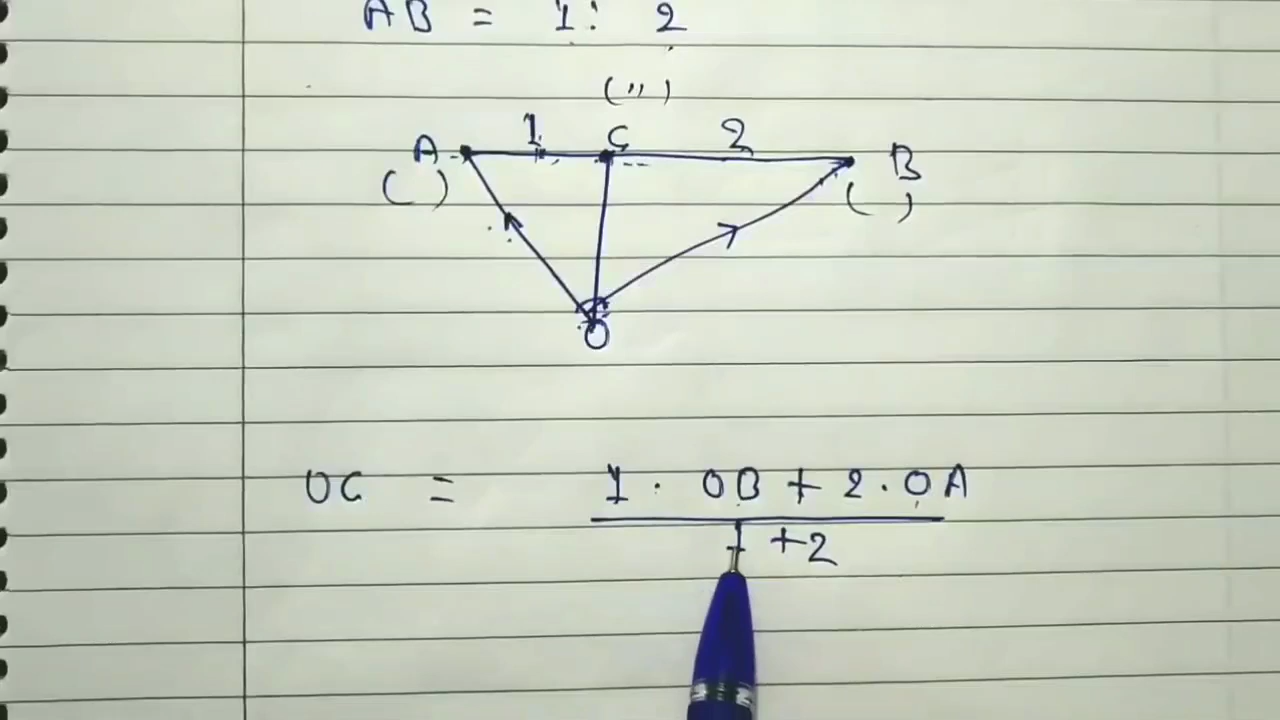 AB = 1: 2
(")
1 C 2
A B
( ) ( )
O
OC = 1 · OB + 2 · OA
1 + 2